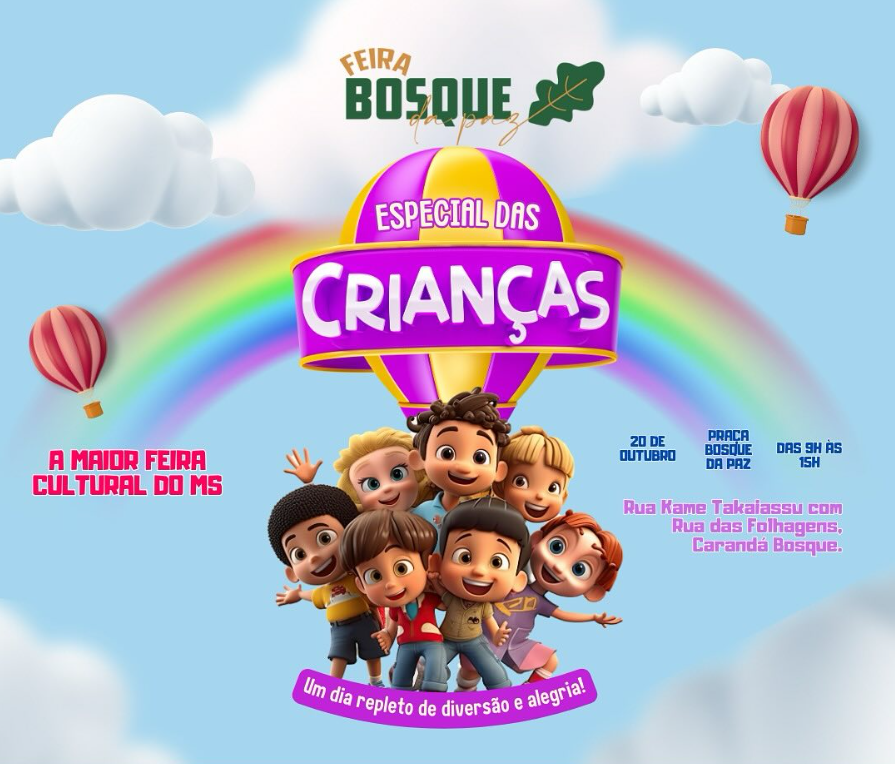 FEIRA
BOSQUE
da paz
ESPECIAL DAS
CRIANÇAS
A MAIOR FEIRA
CULTURAL DO MS
20 DE
OUTUBRO
PRAÇA
BOSQUE
DA PAZ
DAS 9H ÀS
15H
Rua Kame Takaiassu com
Rua das Folhagens,
Carandá Bosque.
Um dia repleto de diversão e alegria!